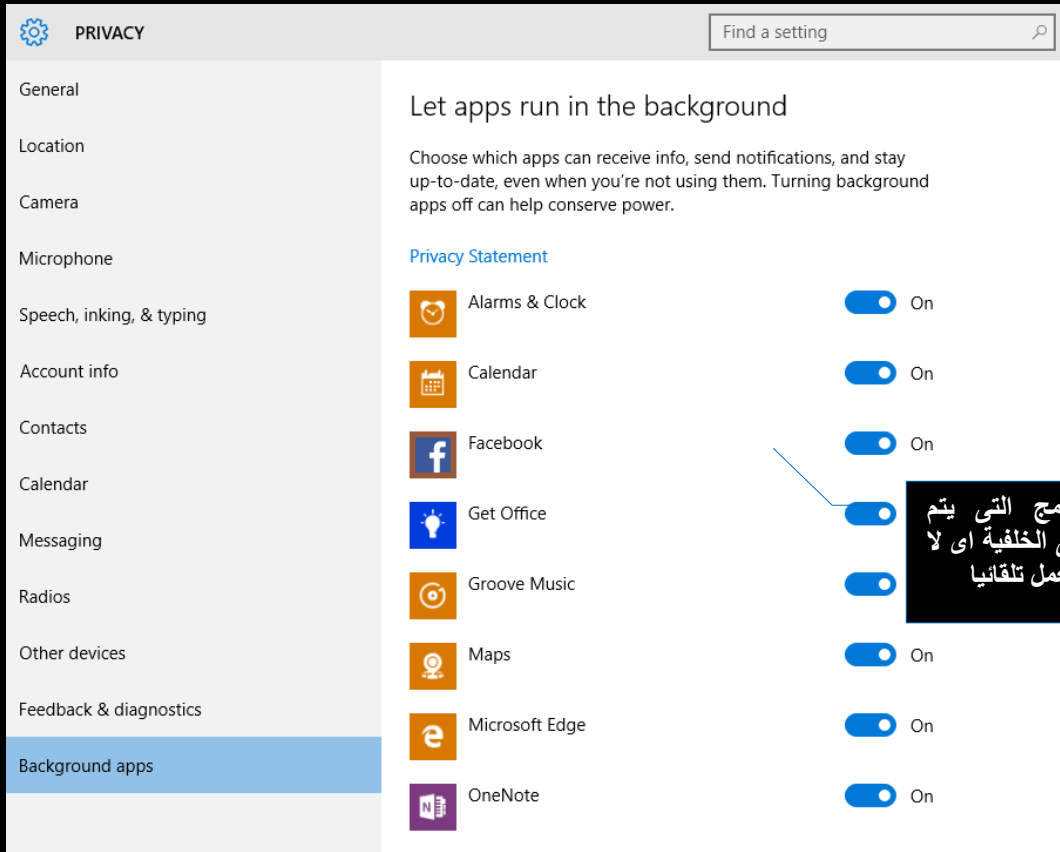 PRIVACY
Find a setting
General
Location
Camera
Microphone
Speech, inking, & typing
Account info
Contacts
Calendar
Messaging
Radios
Other devices
Feedback & diagnostics
Background apps
Let apps run in the background
Choose which apps can receive info, send notifications, and stay
up-to-date, even when you're not using them. Turning background
apps off can help conserve power.
Privacy Statement
Alarms & Clock On
Calendar On
Facebook On
Get Office
Groove Music
Maps On
Microsoft Edge On
OneNote On
التى يتم
الخلفية اى لا
تلقائيا